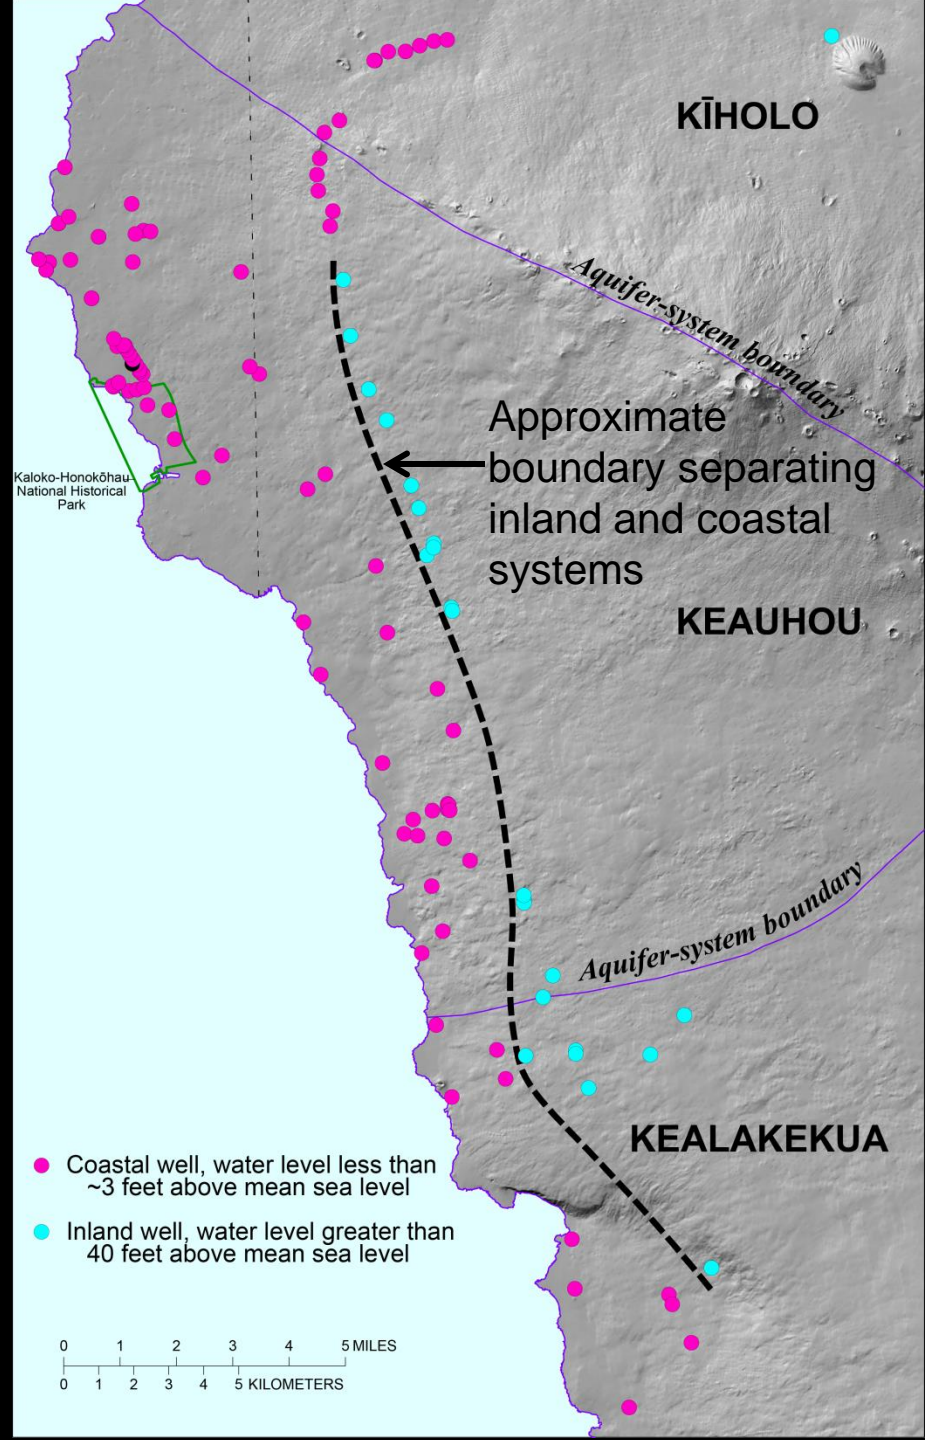 KĪHOLO
Aquifer-system boundary
Approximate
boundary separating
inland and coastal
systems
Kaloko-Honokōhau
National Historical
Park
KEAUHOU
Aquifer-system boundary
KEALAKEKUA
Coastal well, water level less than
~3 feet above mean sea level
Inland well, water level greater than
40 feet above mean sea level
0 1 2 3 4 5 MILES
0 1 2 3 4 5 KILOMETERS